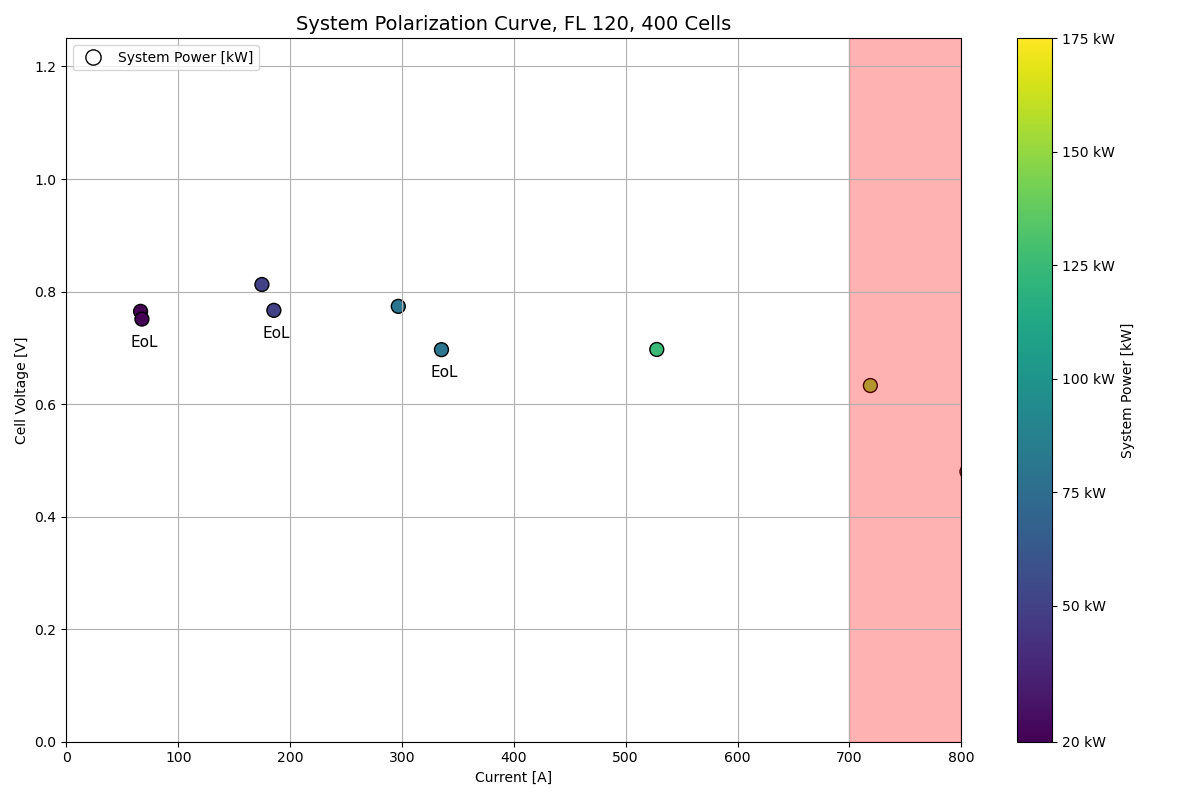 System Polarization Curve, FL 120, 400 Cells
System Power [kW]
1.2
1.0
0.8
0.6
0.4
0.2
0.0
Cell Voltage [V]
EoL
EoL
EoL
0
100
200
300
400
500
600
700
800
Current [A]
175 kW
150 kW
125 kW
100 kW
75 kW
50 kW
20 kW
System Power [kW]